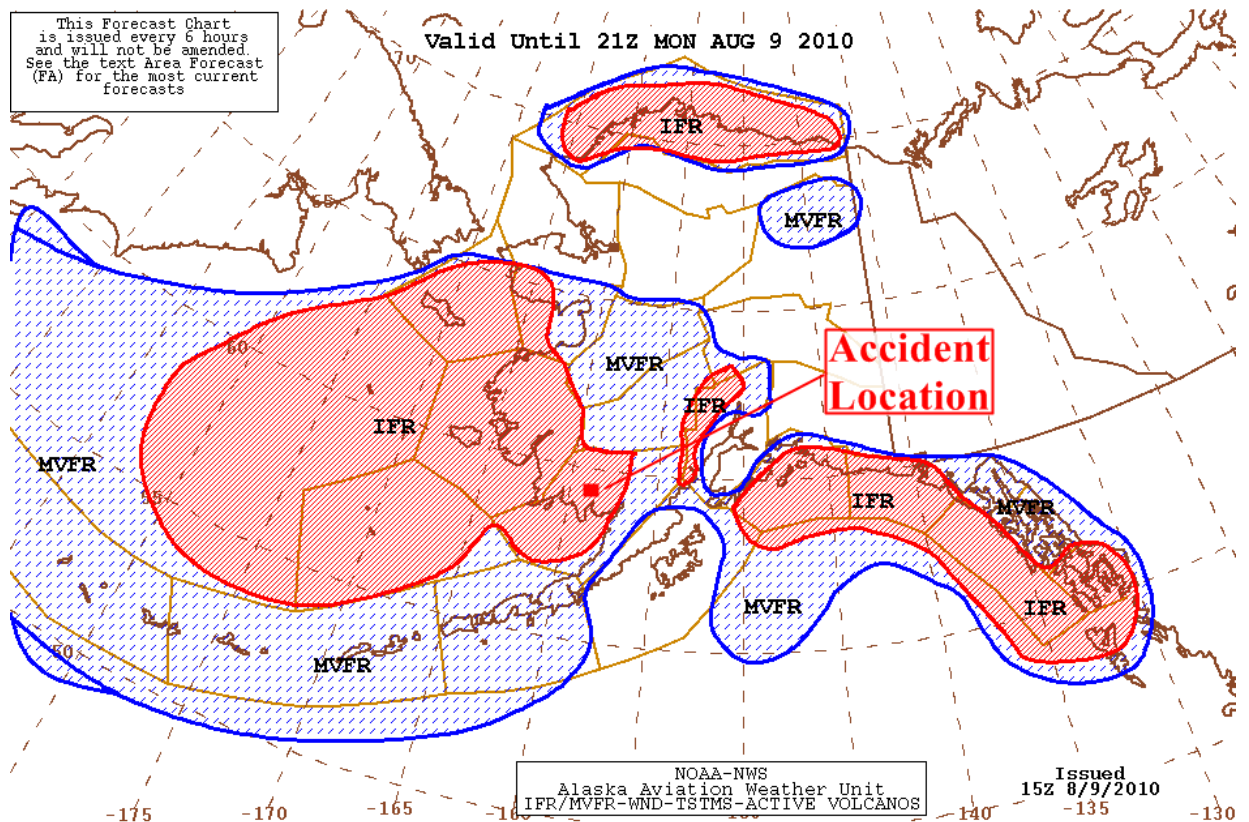 This Forecast Chart
is issued every 6 hours
and will not be amended.
See the text Area Forecast
(FA) for the most current
forecasts
Valid Until 21Z MON AUG 9 2010
70
65
IFR
MVFR
60
MVFR
Accident
Location
IFR
IFR
MVFR
55
IFR
MVFR
MVFR
IFR
50
MVFR
NOAA-NWS
Alaska Aviation Weather Unit
IFR/MVFR-WND-TSTMS-ACTIVE VOLCANOS
Issued
15Z 8/9/2010
-175
-170
-165
-160
-140
-135
-130